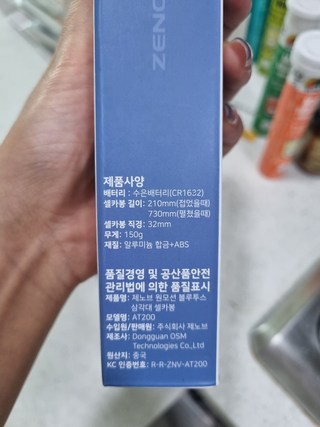 ZENO
제품사양
배터리 : 수은배터리(CR1632)
셀카봉 길이: 210mm(접었을때)
730mm(펼쳤을때)
셀카봉 직경: 32mm
무게: 150g
재질: 알루미늄 합금+ABS
품질경영 및 공산품안전
관리법에 의한 품질표시
제품명: 제노브 원모션 블루투스
삼각대 셀카봉
모델명: AT200
수입원/판매원: 주식회사 제노브
제조사: Dongguan OSM
Technologies Co.,Ltd
원산지: 중국
KC 인증번호: R-R-ZNV-AT200